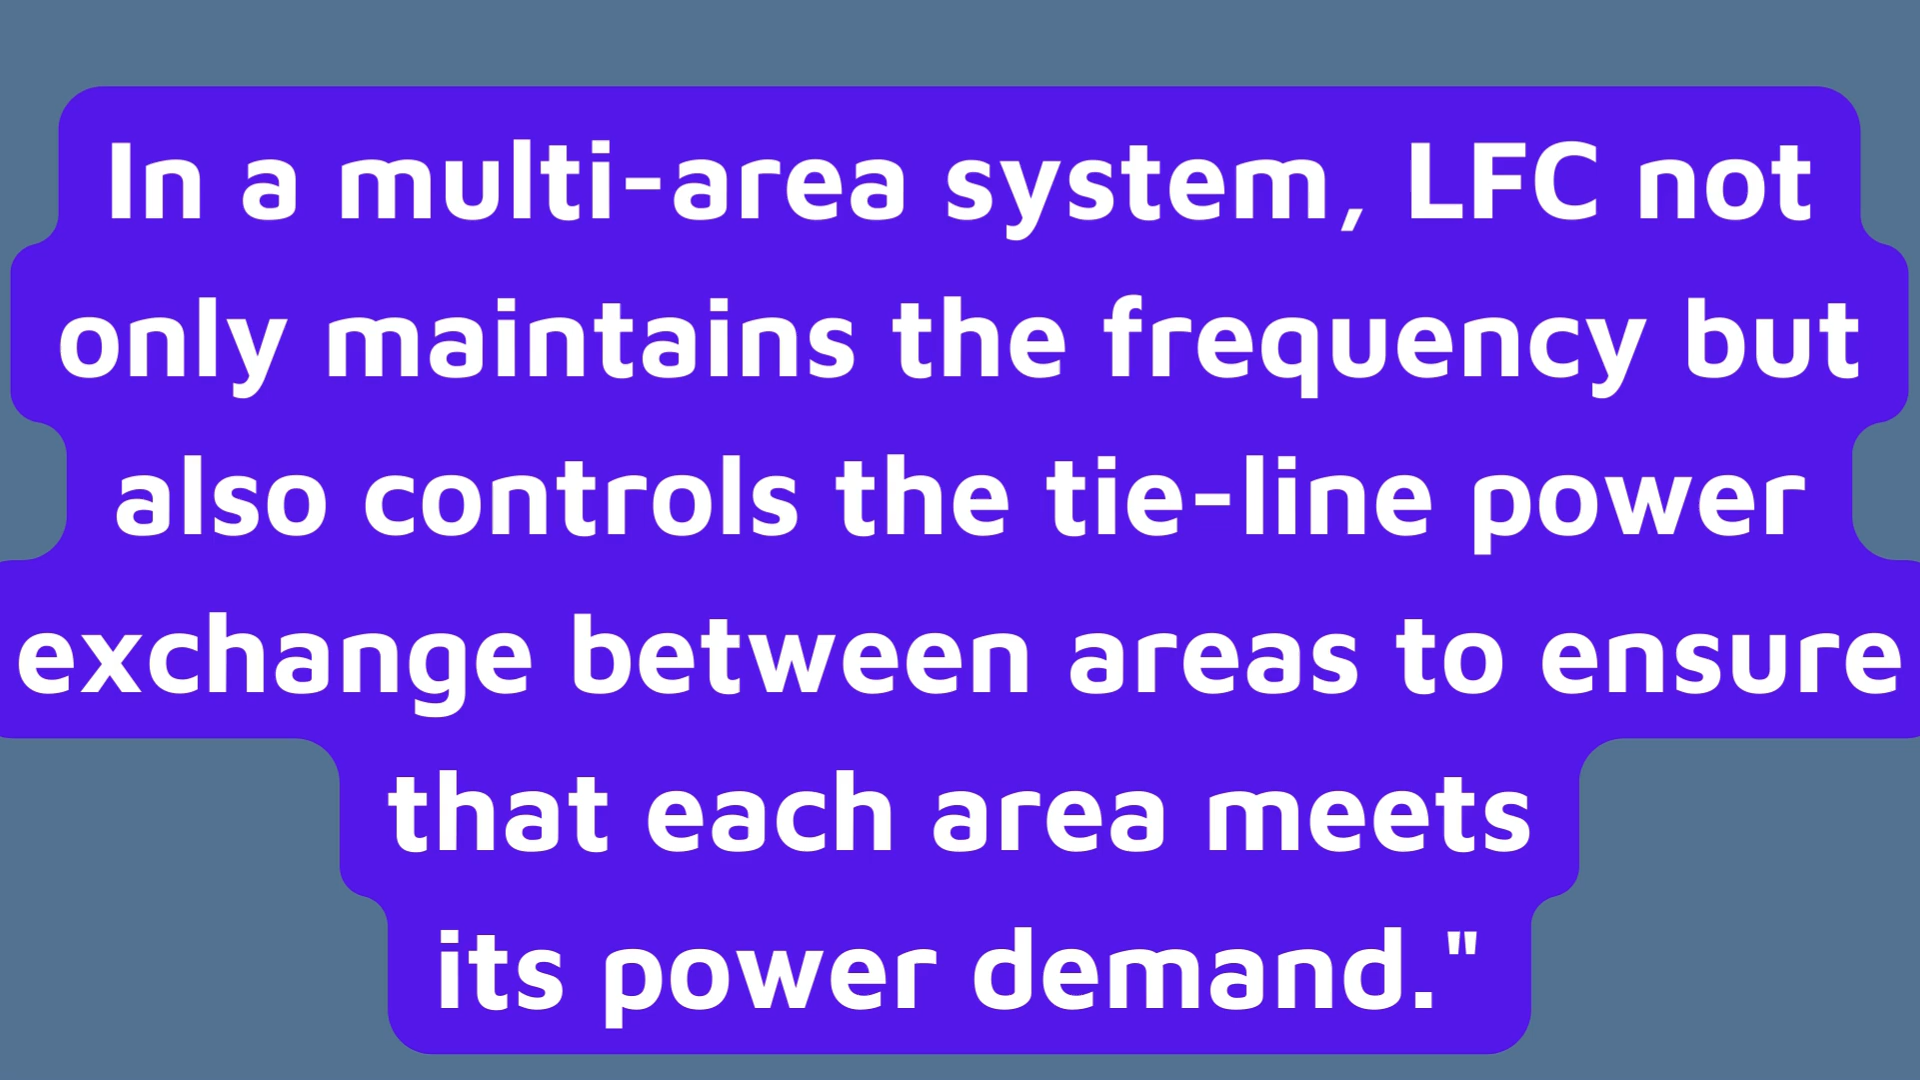 In a multi-area system, LFC not
only maintains the frequency but
also controls the tie-line power
exchange between areas to ensure
that each area meets
its power demand."